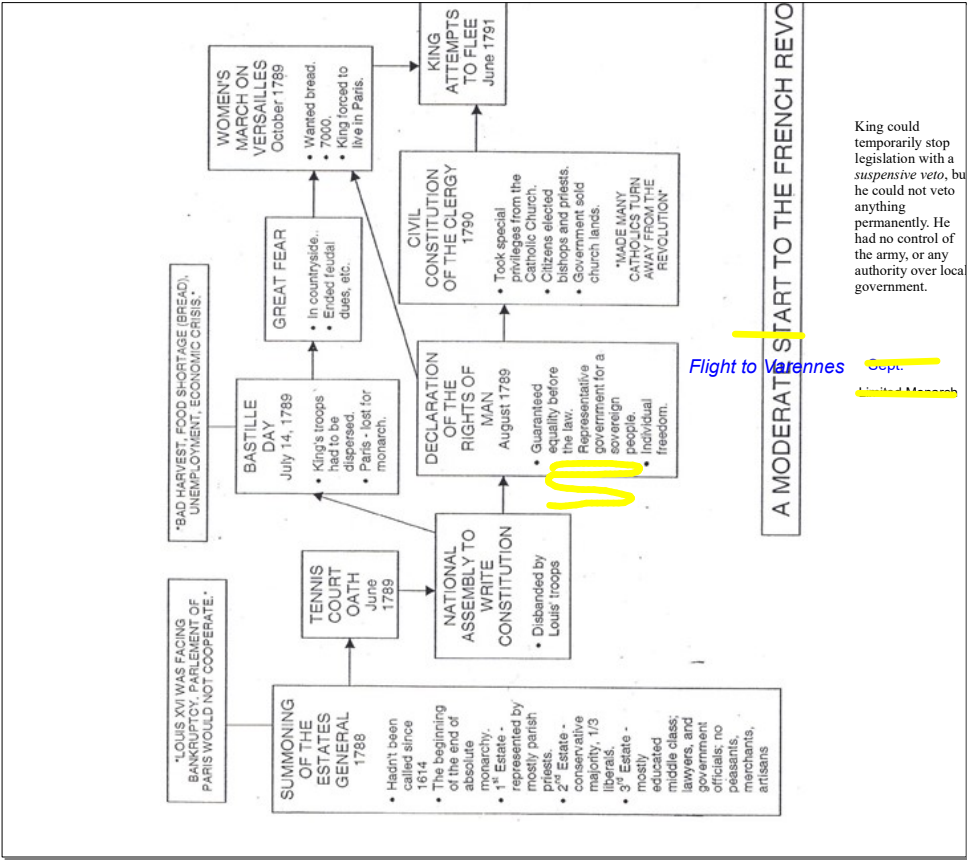 "LOUIS XVI WAS FACING
BANKRUPTCY, PARLEMENT OF
PARIS WOULD NOT COOPERATE."
SUMMONING
OF THE
ESTATES
GENERAL
1788
• Hadn't been
called since
1614
• The beginning
of the end of
absolute
monarchy.
• 1st Estate -
represented by
mostly parish
priests.
• 2nd Estate -
conservative
majority, 1/3
liberals.
• 3rd Estate -
mostly
educated
middle class;
lawyers, and
government
officials; no
peasants,
merchants,
artisans
TENNIS
COURT
OATH
June
1789
NATIONAL
ASSEMBLY TO
WRITE
CONSTITUTION
• Disbanded by
Louis' troops
"BAD HARVEST, FOOD SHORTAGE (BREAD),
UNEMPLOYMENT, ECONOMIC CRISIS."
BASTILLE
DAY
July 14, 1789
• King's troops
had to be
dispersed.
• Paris - lost for
monarch.
GREAT FEAR
• In countryside..
• Ended feudal
dues, etc.
WOMEN'S
MARCH ON
VERSAILLES
October 1789
• Wanted bread.
• 7000.
• King forced to
live in Paris.
DECLARATION
OF THE
RIGHTS OF
MAN
August 1789
• Guaranteed
equality before
the law.
Representative
government for a
sovereign
people.
• Individual
freedom.
CIVIL
CONSTITUTION
OF THE CLERGY
1790
• Took special
privileges from the
Catholic Church.
• Citizens elected
bishops and priests.
• Government sold
church lands.
"MADE MANY
CATHOLICS TURN
AWAY FROM THE
REVOLUTION"
KING
ATTEMPTS
TO FLEE
June 1791
A MODERATE START TO THE FRENCH REVO
King could
temporarily stop
legislation with a
suspensive veto, bu
he could not veto
anything
permanently. He
had no control of
the army, or any
authority over local
government.
Flight to Varennes
Sept.
Limited Monarch